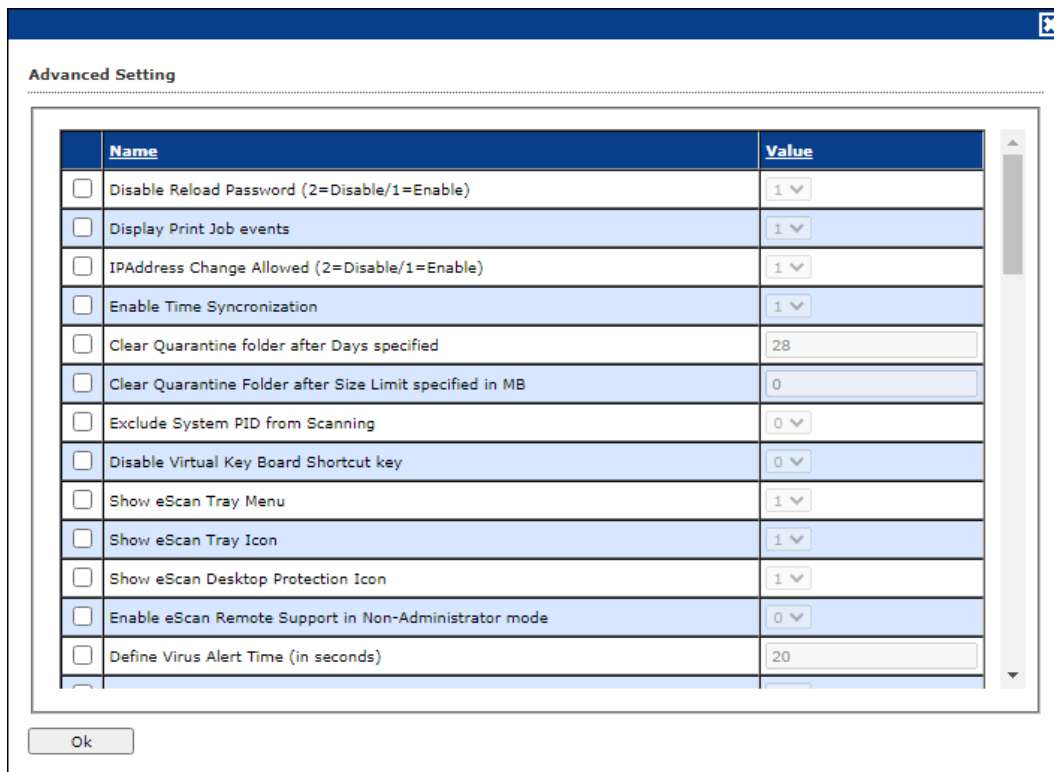 Advanced Setting
Name Value
Disable Reload Password (2=Disable/1=Enable) 1
Display Print Job events 1
IPAddress Change Allowed (2=Disable/1=Enable) 1
Enable Time Syncronization 1
Clear Quarantine folder after Days specified 28
Clear Quarantine Folder after Size Limit specified in MB 0
Exclude System PID from Scanning 0
Disable Virtual Key Board Shortcut key 0
Show eScan Tray Menu 1
Show eScan Tray Icon 1
Show eScan Desktop Protection Icon 1
Enable eScan Remote Support in Non-Administrator mode 0
Define Virus Alert Time (in seconds) 20
Ok